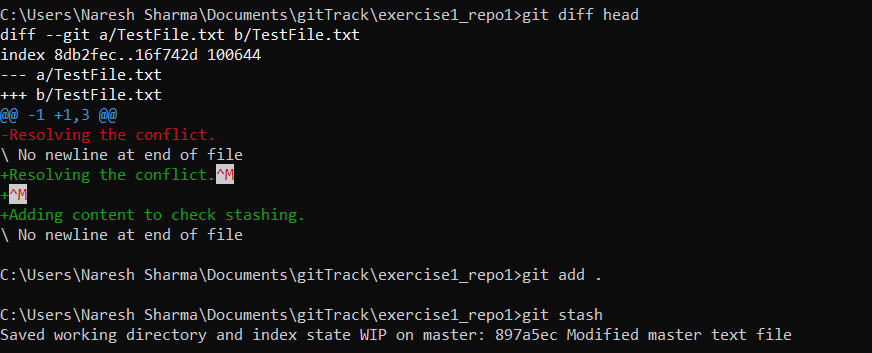 C:\Users\Naresh Sharma\Documents\gitTrack\exercise1_repo1>git diff head
diff --git a/TestFile.txt b/TestFile.txt
index 8db2fec..16f742d 100644
--- a/TestFile.txt
+++ b/TestFile.txt
@@ -1 +1,3 @@
-Resolving the conflict.
\ No newline at end of file
+Resolving the conflict.^M
+^M
+Adding content to check stashing.
\ No newline at end of file
C:\Users\Naresh Sharma\Documents\gitTrack\exercise1_repo1>git add .
C:\Users\Naresh Sharma\Documents\gitTrack\exercise1_repo1>git stash
Saved working directory and index state WIP on master: 897a5ec Modified master text file